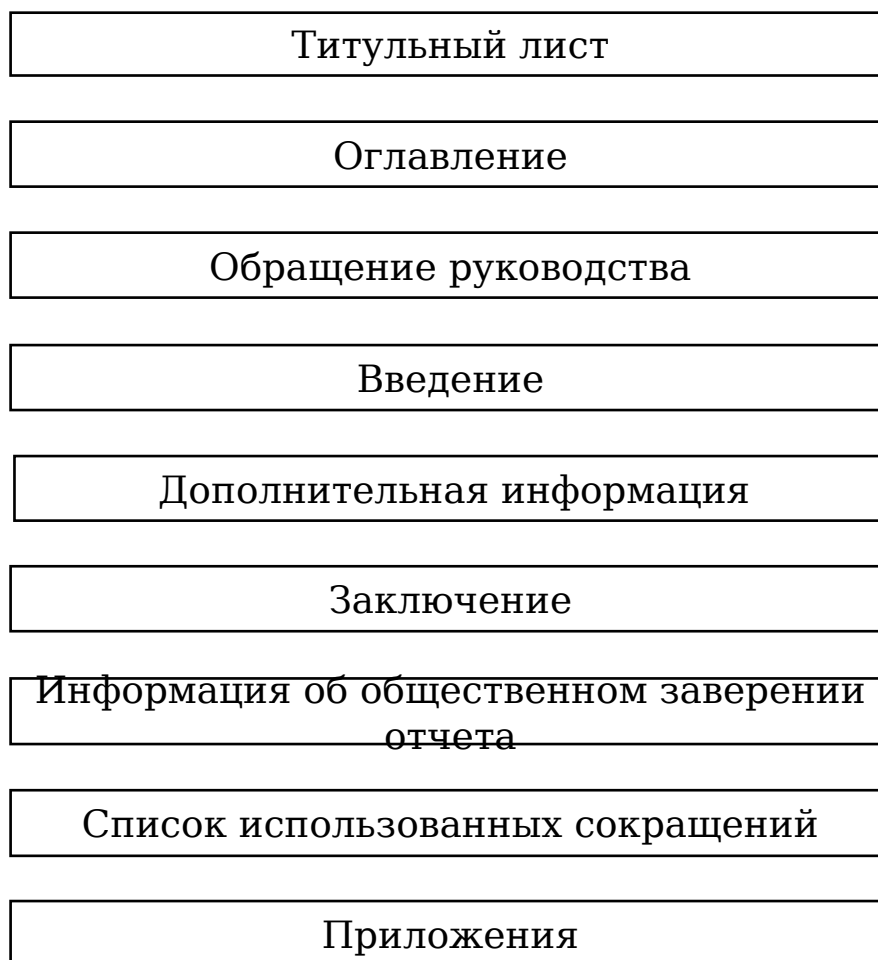 Титульный лист
Оглавление
Обращение руководства
Введение
Дополнительная информация
Заключение
Информация об общественном заверении
отчета
Список использованных сокращений
Приложения